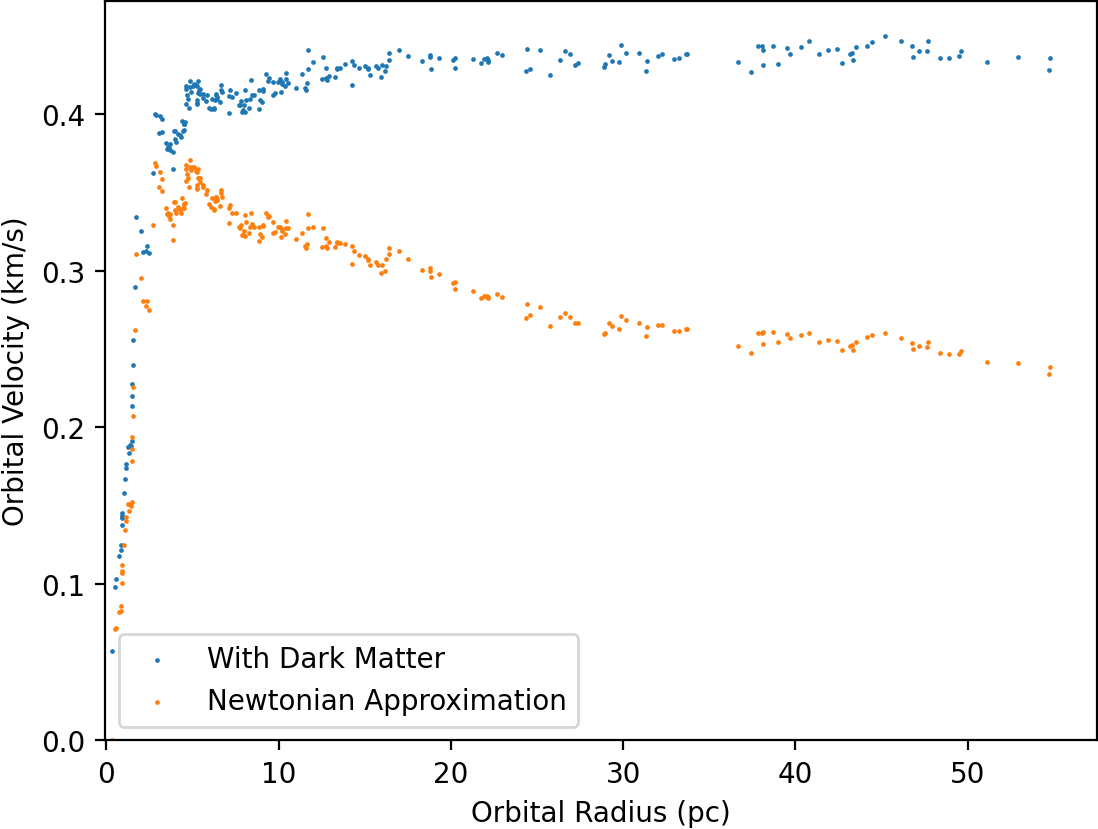 Orbital Velocity (km/s)
0.4
0.3
0.2
0.1
0.0
With Dark Matter
Newtonian Approximation
0 10 20 30 40 50
Orbital Radius (pc)